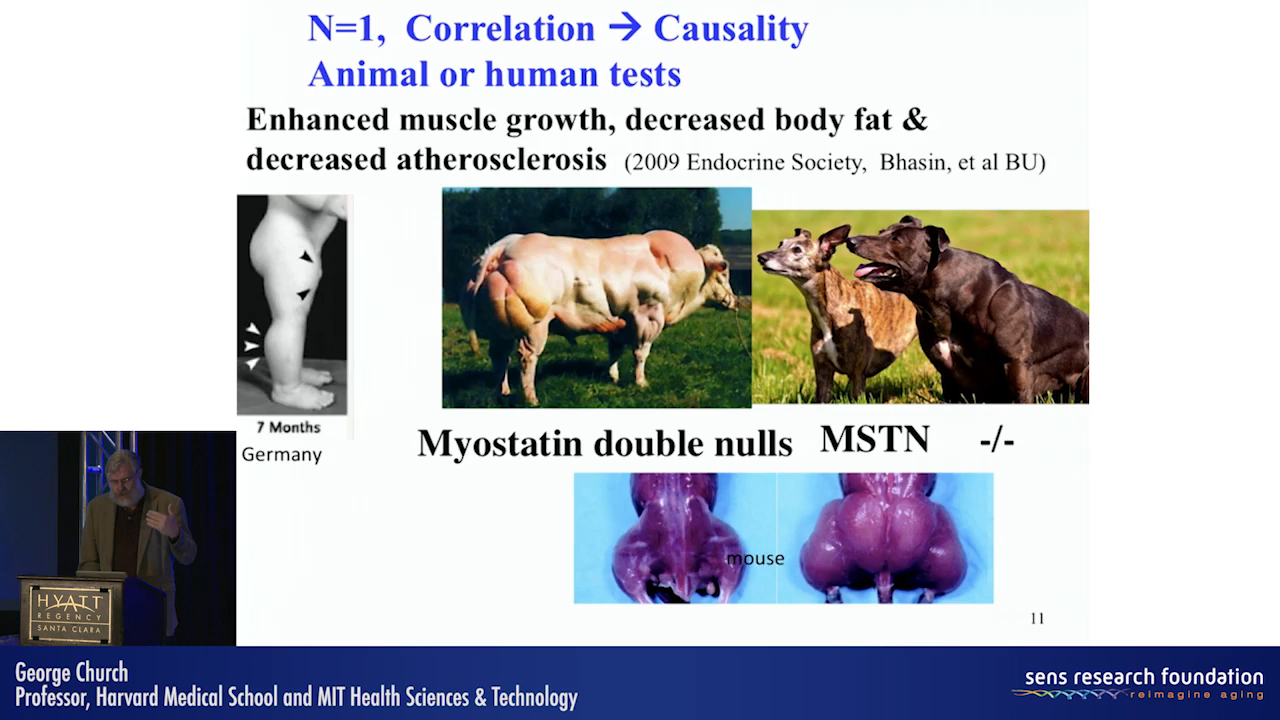 N=1, Correlation → Causality
Animal or human tests
Enhanced muscle growth, decreased body fat &
decreased atherosclerosis (2009 Endocrine Society, Bhasin, et al BU)
7 Months
Germany
Myostatin double nulls MSTN -/-
mouse
11
HYATT
REGENCY
SANTA CLARA
George Church
Professor, Harvard Medical School and MIT Health Sciences & Technology
sens research foundation
reimagine aging